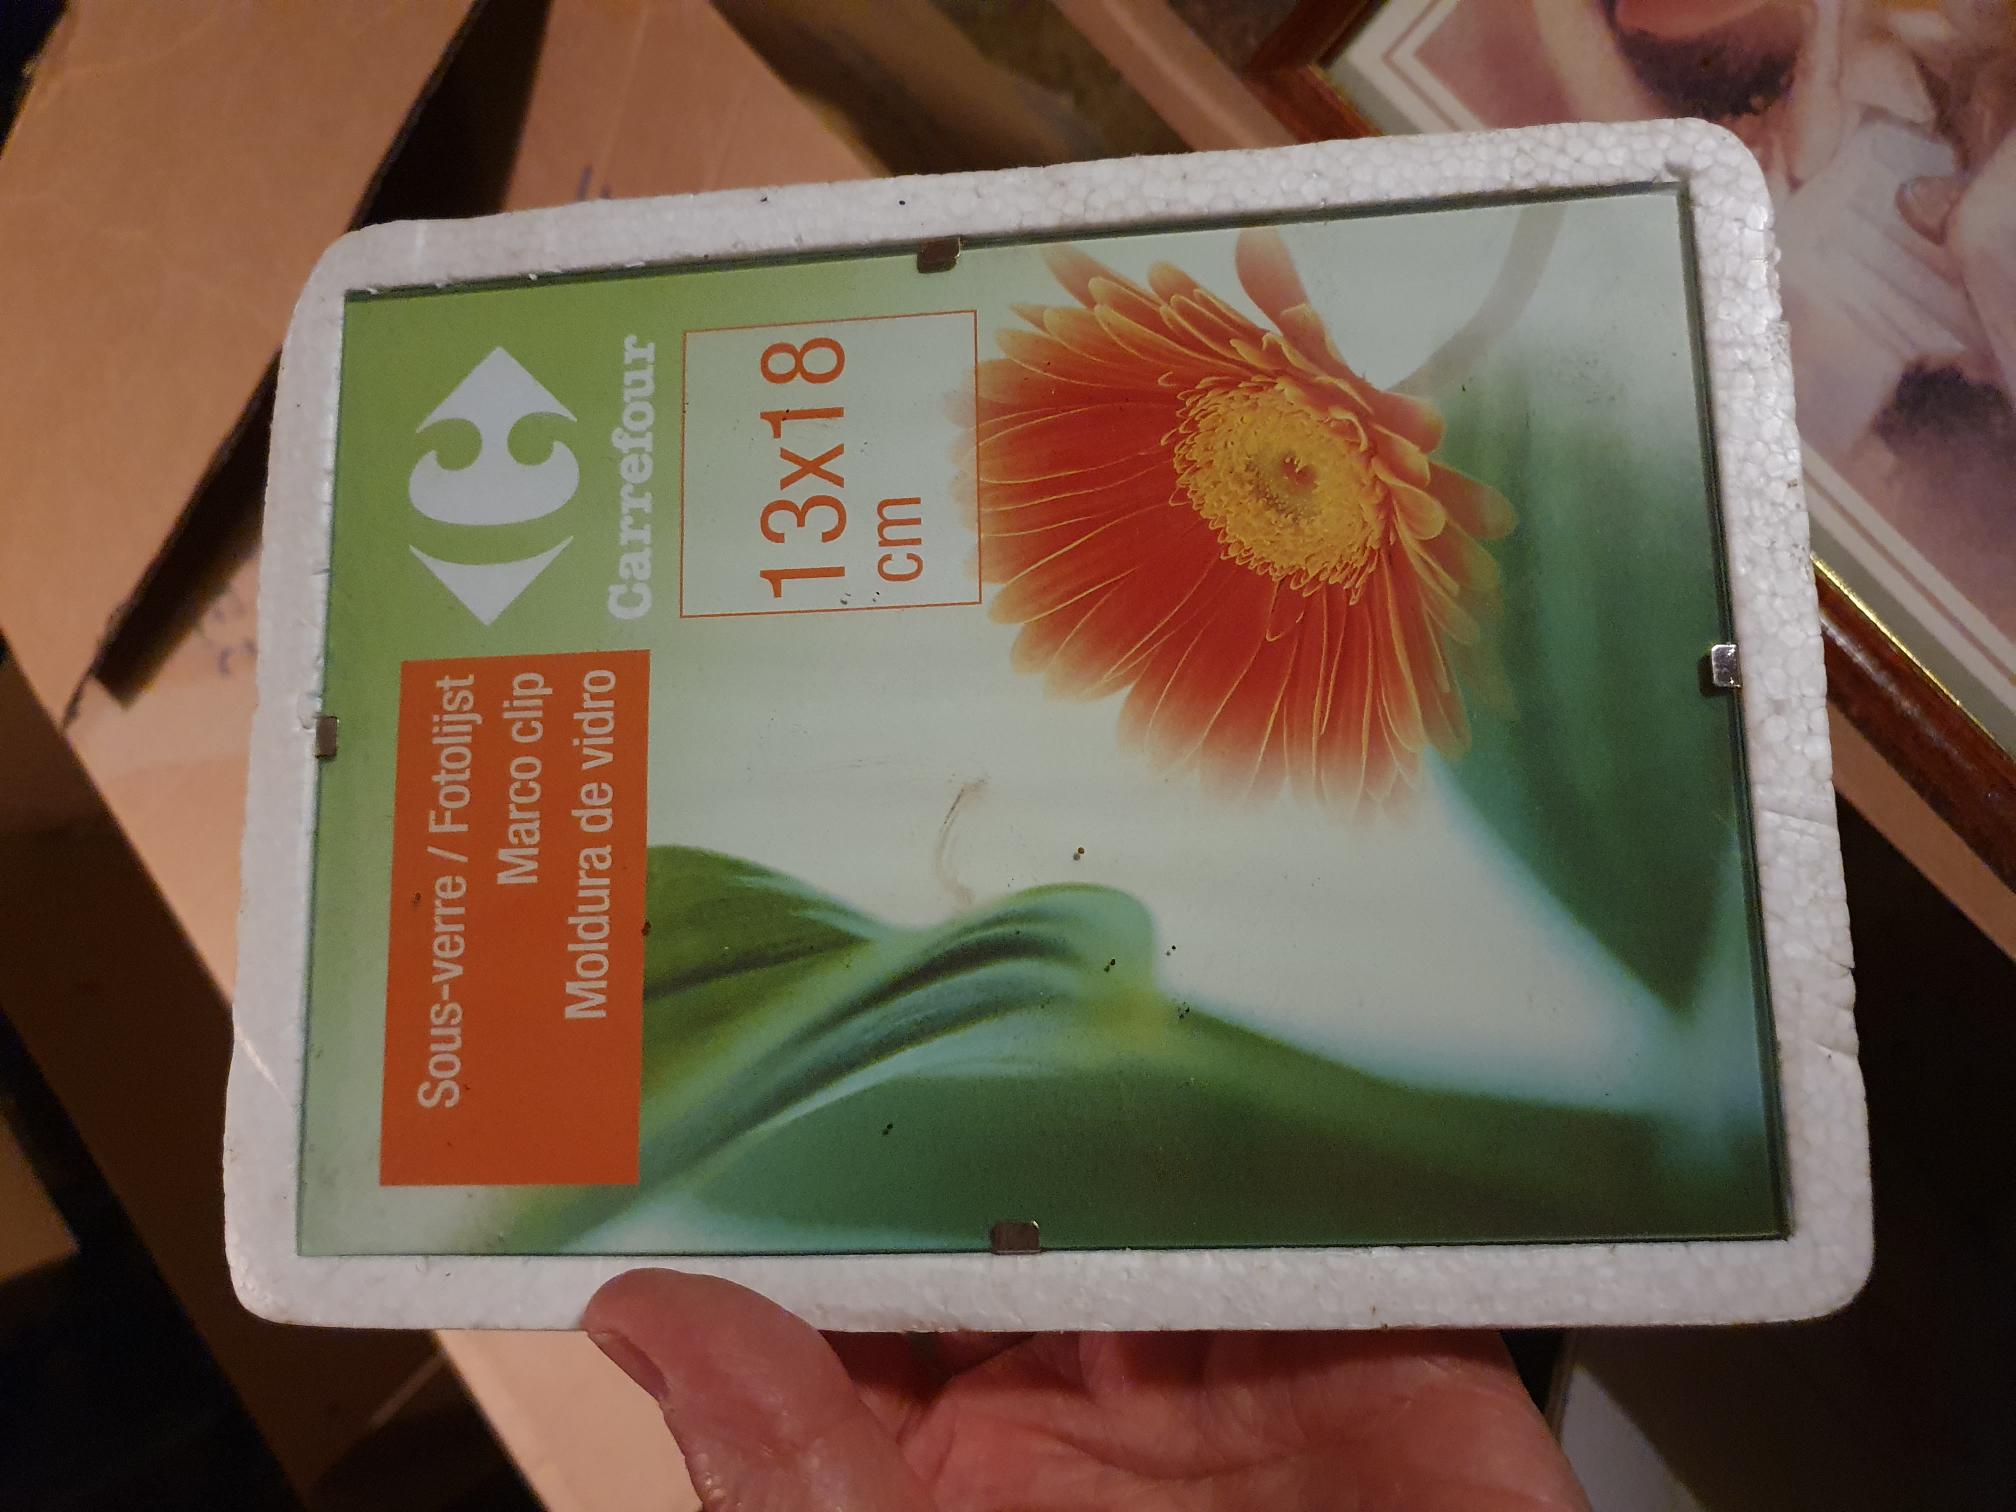 Carrefour
Sous-verre / Fotolijst
Marco clip
Moldura de vidro
13x18
cm